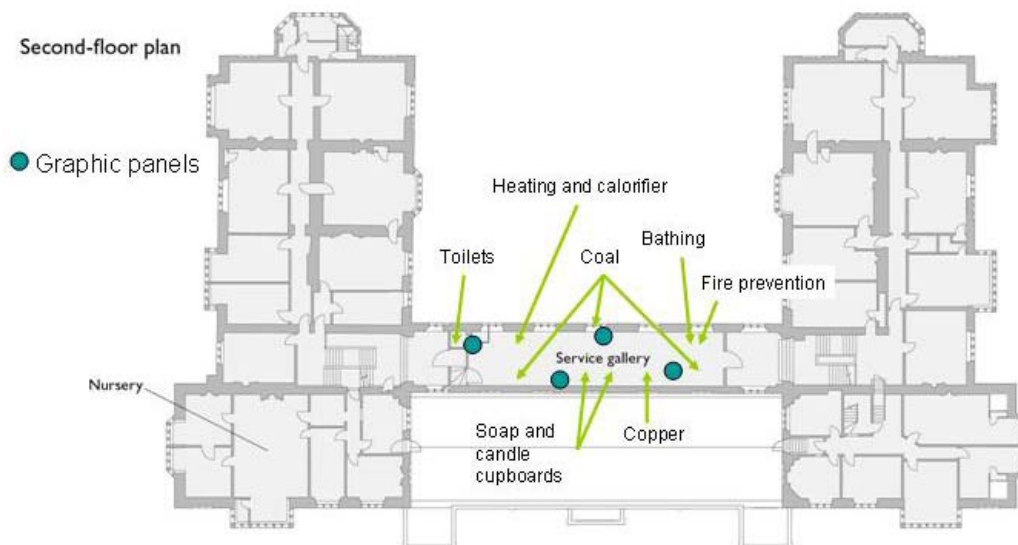 Second-floor plan
Graphic panels
Heating and calorifier
Toilets
Coal
Bathing
Fire prevention
Service gallery
Nursery
Soap and
candle
cupboards
Copper